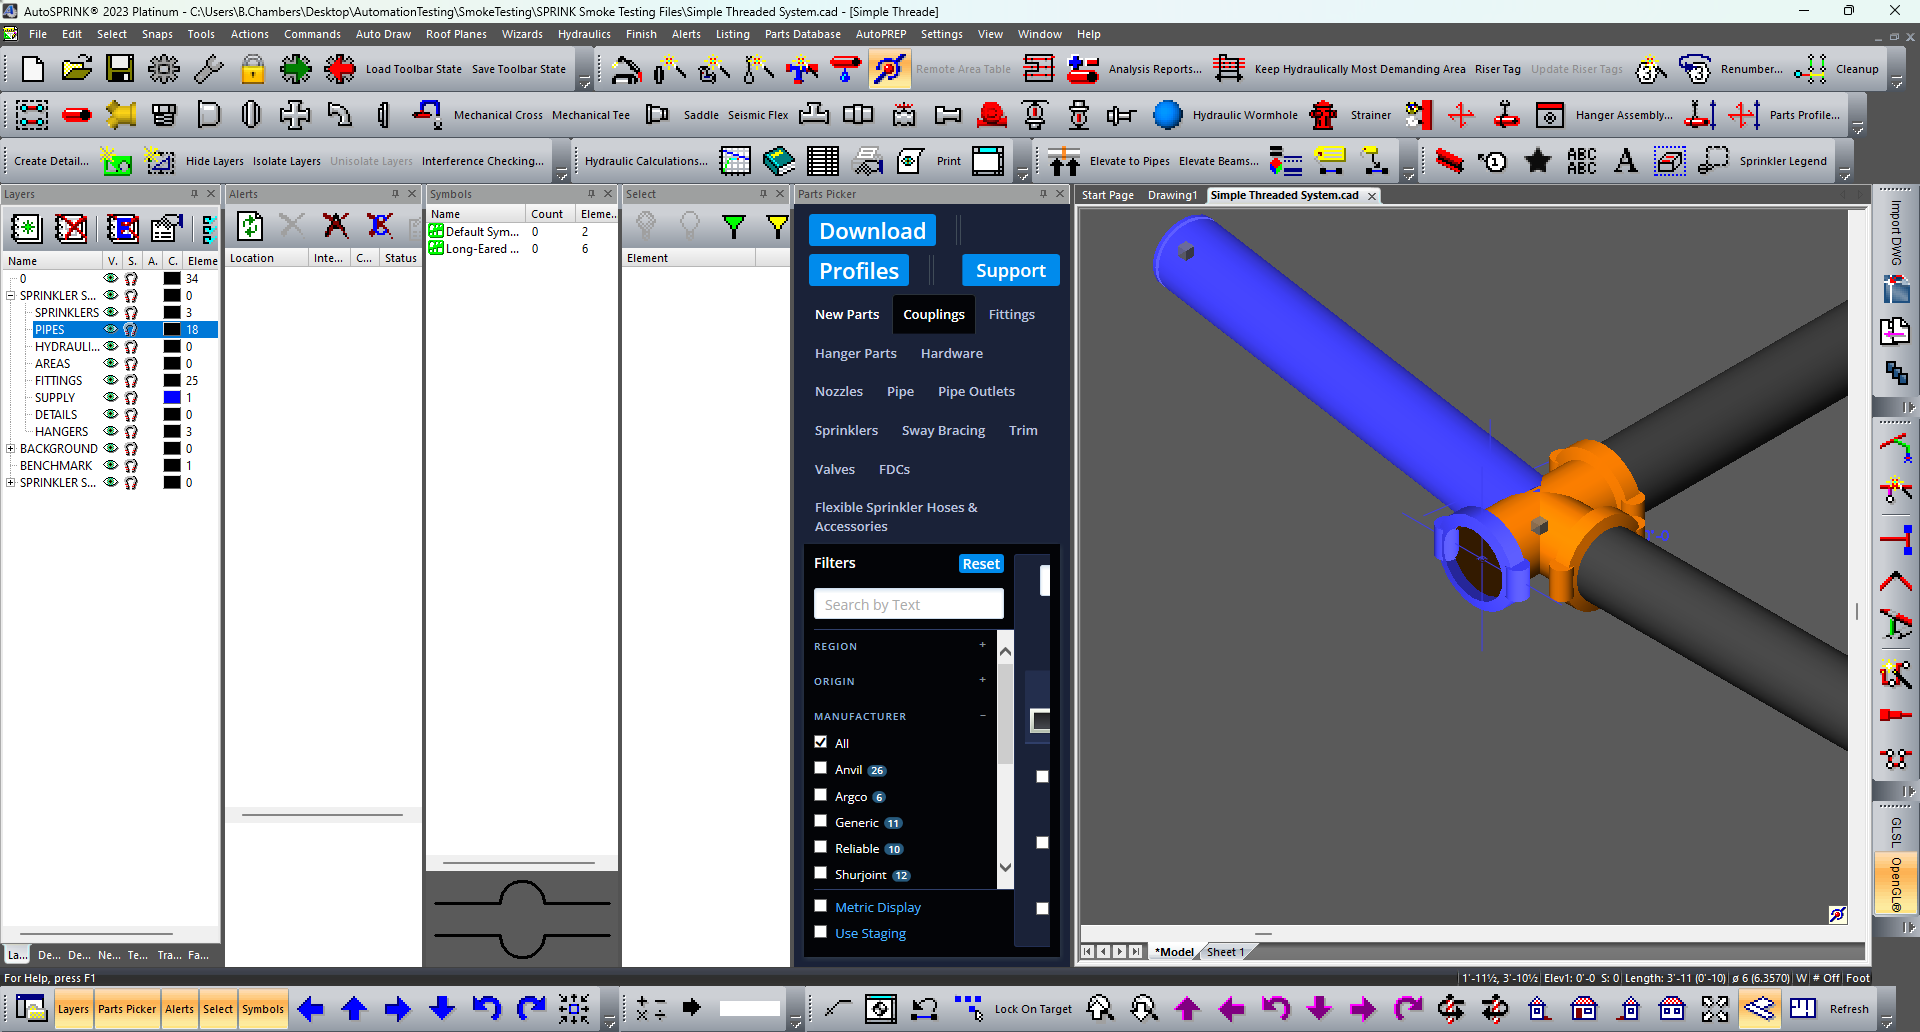 AutoSPRINK® 2023 Platinum - C:\Users\B.Chambers\Desktop\AutomationTesting\SmokeTesting\SPRINK Smoke Testing Files\Simple Threaded System.cad - [Simple Threade]
File Edit Select Snaps Tools Actions Commands Auto Draw Roof Planes Wizards Hydraulics Finish Alerts Listing Parts Database AutoPREP Settings View Window Help
Load Toolbar State Save Toolbar State Remote Area Table Analysis Reports... Keep Hydraulically Most Demanding Area Riser Tag Update Riser Tags Renumber... Cleanup
Mechanical Cross Mechanical Tee Saddle Seismic Flex Hydraulic Wormhole Strainer Hanger Assembly... Parts Profile...
Create Detail... Hide Layers Isolate Layers Unisolate Layers Interference Checking... Hydraulic Calculations... Print Elevate to Pipes Elevate Beams... ABC ABC A Sprinkler Legend
Layers
Name V. S. A. C. Eleme
0 34
SPRINKLER S... 0
SPRINKLERS 3
PIPES 18
HYDRAULI... 0
AREAS 0
FITTINGS 25
SUPPLY 1
DETAILS 0
HANGERS 3
BACKGROUND 0
BENCHMARK 1
SPRINKLER S... 0
La... De... De... Ne... Te... Tra... Fa...
Alerts
Location Inte... C... Status
Symbols
Name Count Eleme..
Default Sym... 0 2
Long-Eared ... 0 6
Select
Element
Parts Picker
Download
Profiles Support
New Parts Couplings Fittings
Hanger Parts Hardware
Nozzles Pipe Pipe Outlets
Sprinklers Sway Bracing Trim
Valves FDCs
Flexible Sprinkler Hoses &
Accessories
Filters Reset
Search by Text
REGION +
ORIGIN +
MANUFACTURER −
All
Anvil 26
Argco 6
Generic 11
Reliable 10
Shurjoint 12
Metric Display
Use Staging
Start Page Drawing1 Simple Threaded System.cad
*Model Sheet 1
Import DWG
GLSL
OpenGL®
For Help, press F1
1'-11½, 3'-10½ Elev1: 0'-0 S: 0 Length: 3'-11 (0'-10) ø 6 (6.3570) W # Off Foot
Layers Parts Picker Alerts Select Symbols Lock On Target Refresh